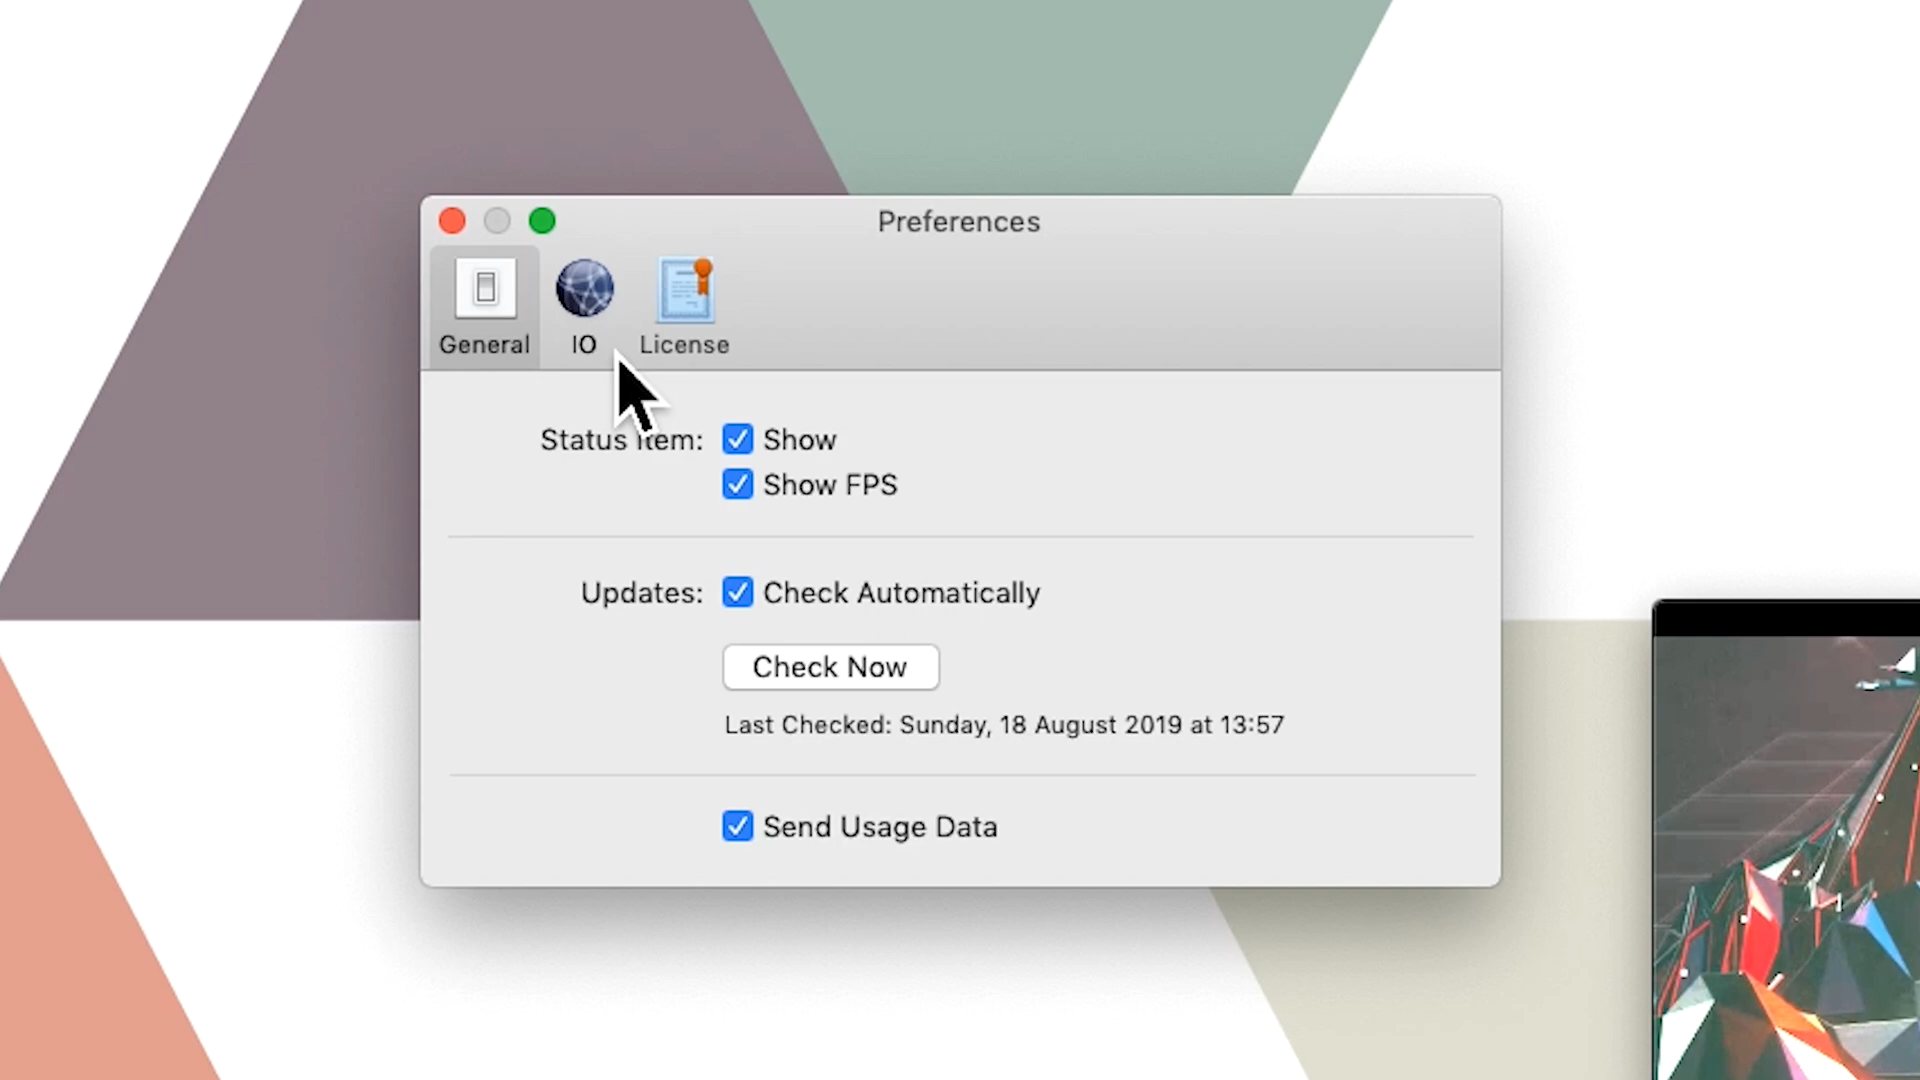 Preferences
General IO License
Status Item: Show
Show FPS
Updates: Check Automatically
Check Now
Last Checked: Sunday, 18 August 2019 at 13:57
Send Usage Data